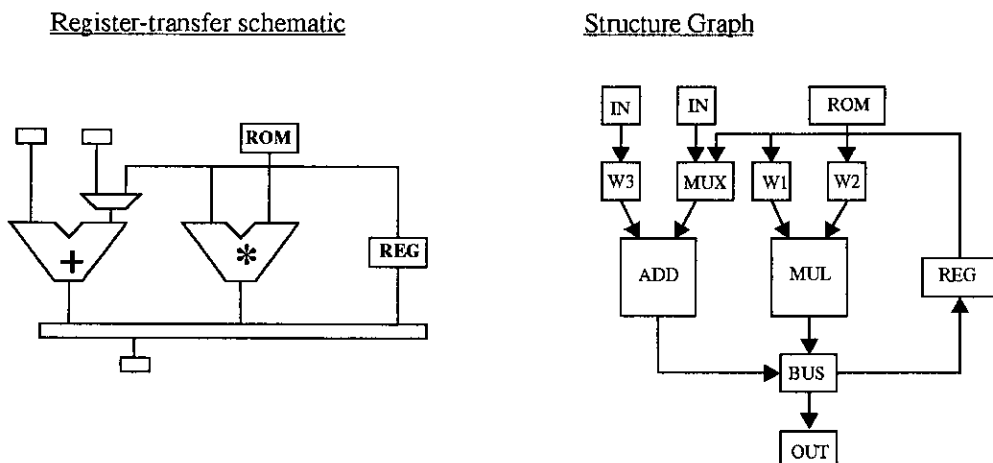 Register-transfer schematic
Structure Graph
ROM
+
*
REG
IN
IN
ROM
W3
MUX
W1
W2
ADD
MUL
REG
BUS
OUT